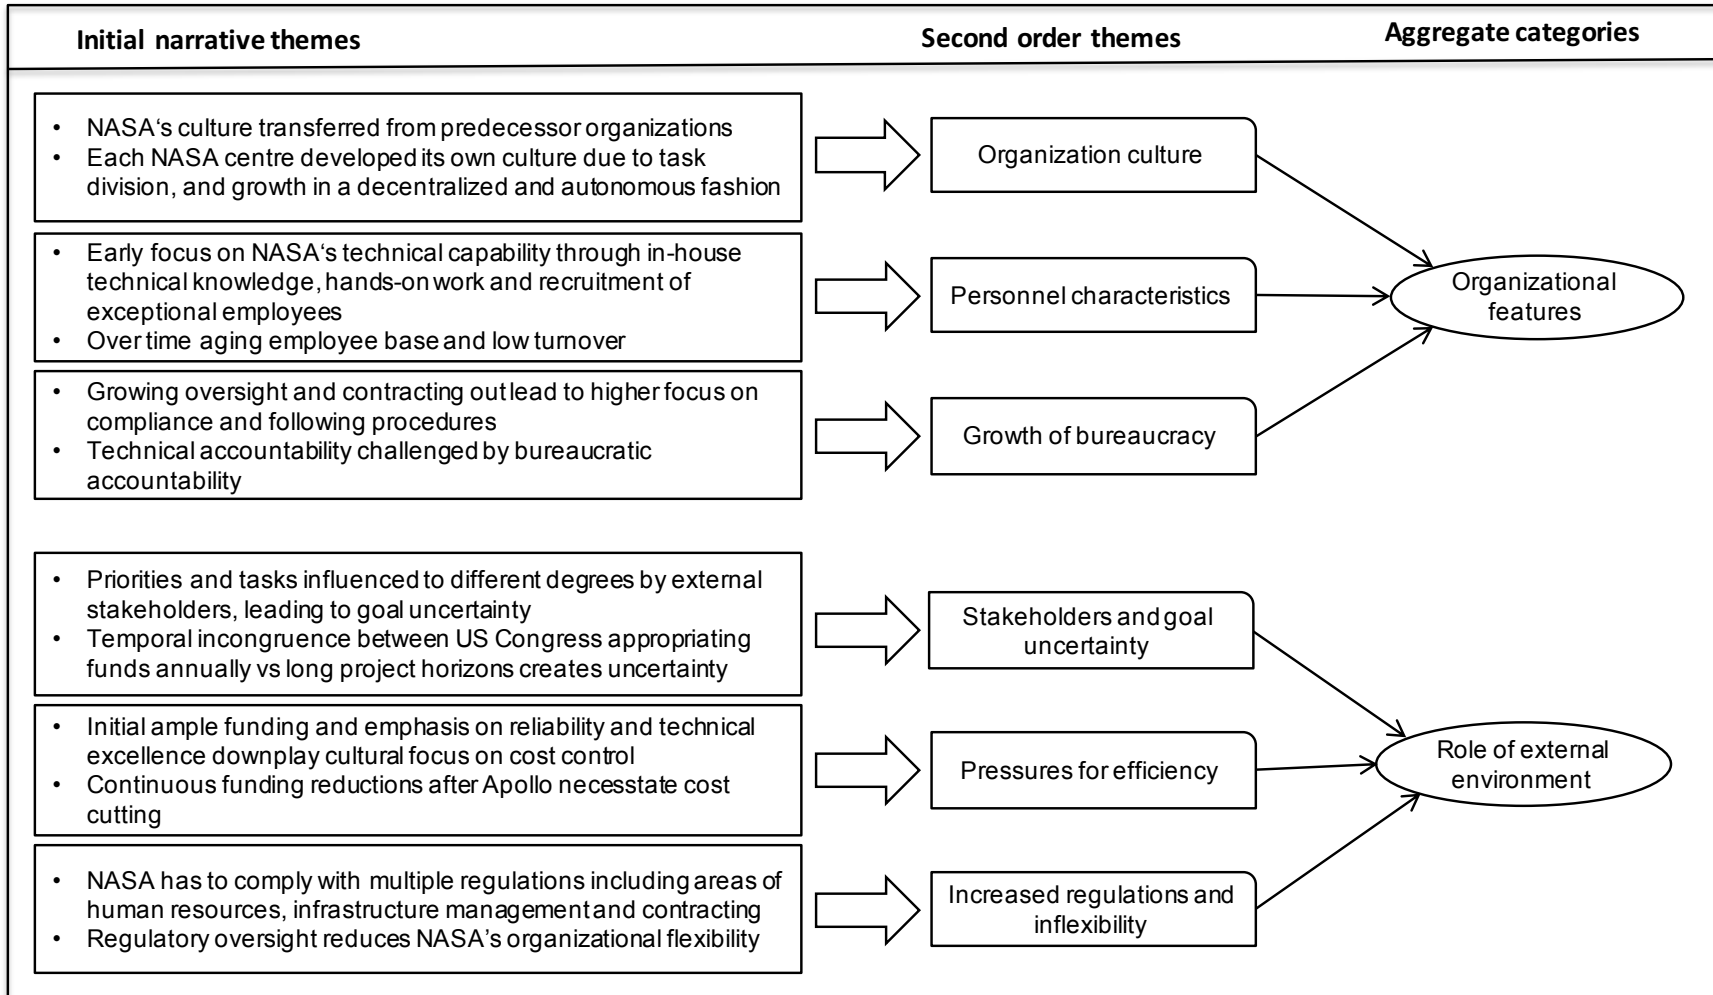 Initial narrative themes
Second order themes
Aggregate categories
• NASA‘s culture transferred from predecessor organizations
• Each NASA centre developed its own culture due to task
division, and growth in a decentralized and autonomous fashion
Organization culture
• Early focus on NASA‘s technical capability through in-house
technical knowledge, hands-on work and recruitment of
exceptional employees
• Over time aging employee base and low turnover
Personnel characteristics
• Growing oversight and contracting out lead to higher focus on
compliance and following procedures
• Technical accountability challenged by bureaucratic
accountability
Growth of bureaucracy
Organizational
features
• Priorities and tasks influenced to different degrees by external
stakeholders, leading to goal uncertainty
• Temporal incongruence between US Congress appropriating
funds annually vs long project horizons creates uncertainty
Stakeholders and goal
uncertainty
• Initial ample funding and emphasis on reliability and technical
excellence downplay cultural focus on cost control
• Continuous funding reductions after Apollo necesstate cost
cutting
Pressures for efficiency
• NASA has to comply with multiple regulations including areas of
human resources, infrastructure management and contracting
• Regulatory oversight reduces NASA‘s organizational flexibility
Increased regulations and
inflexibility
Role of external
environment